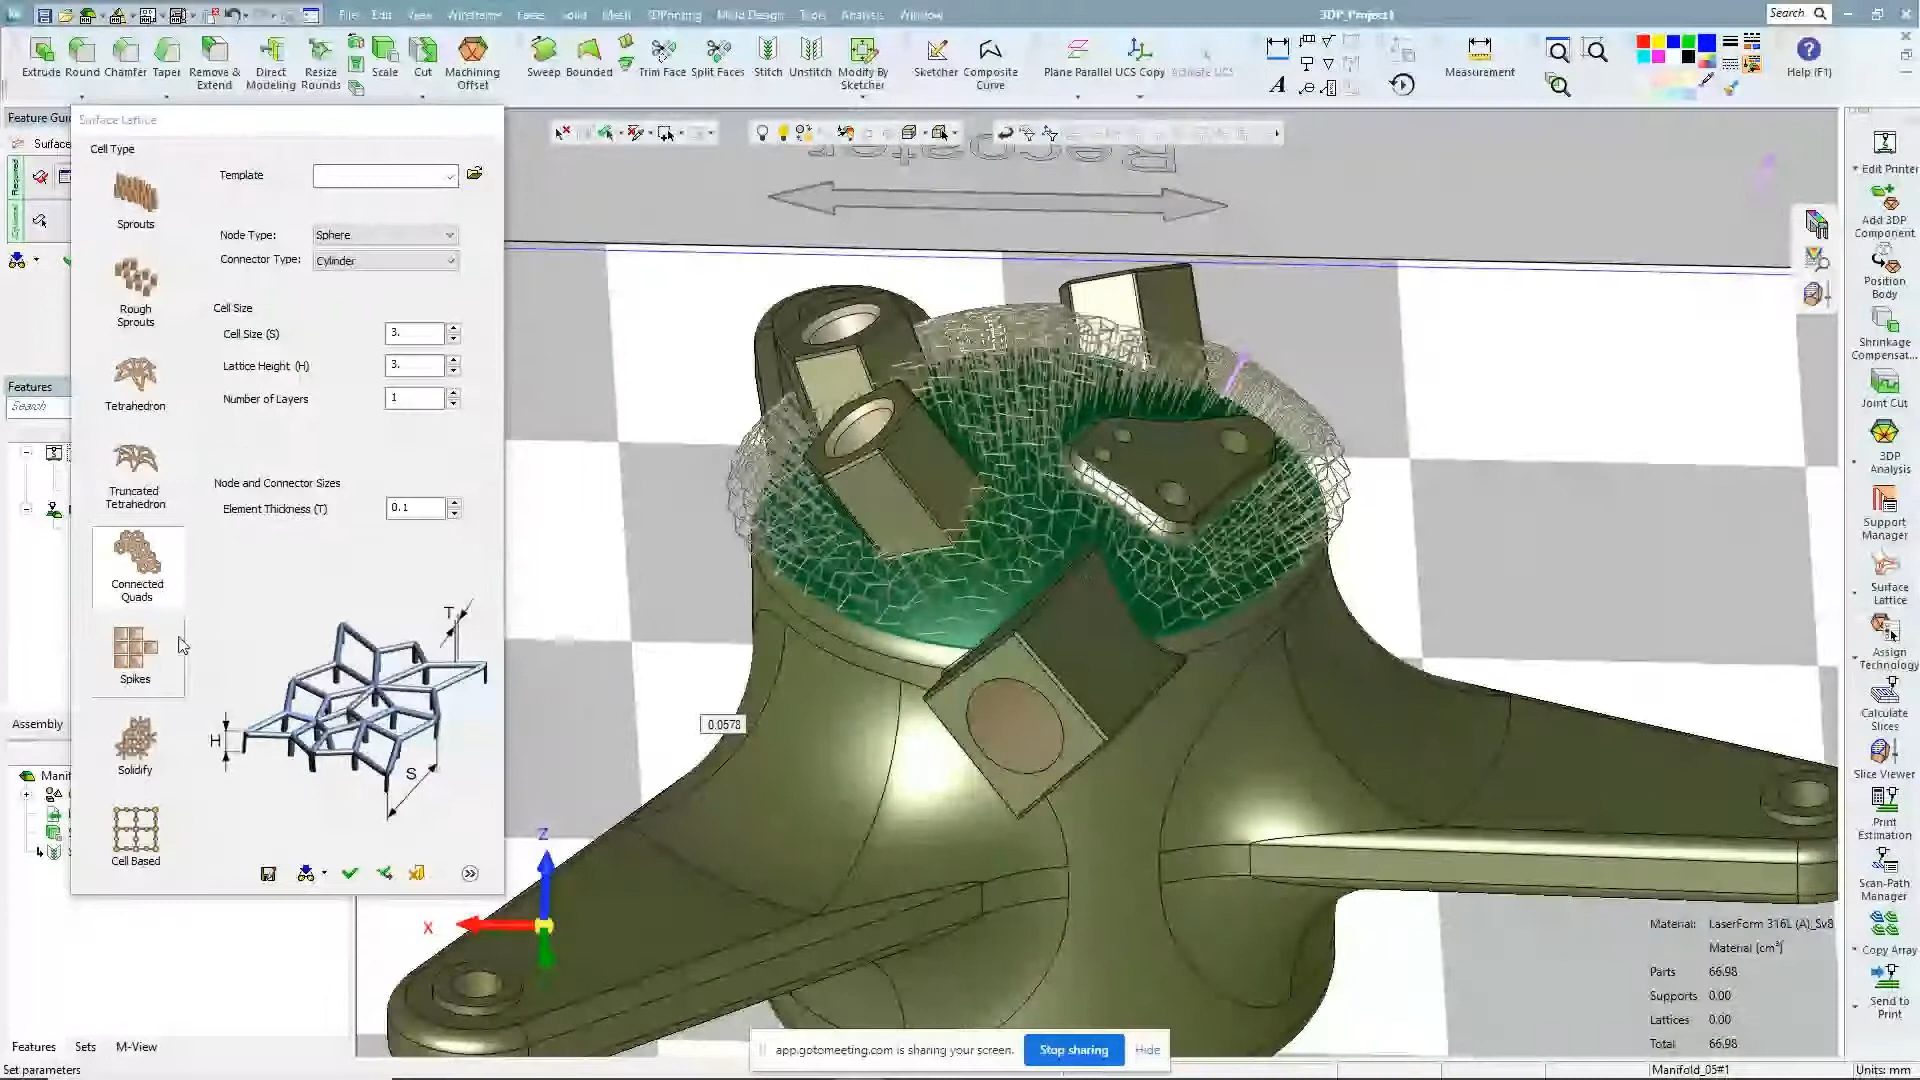 File Edit View Wireframe Faces Solid Mesh 3DPrinting Mold Design Tools Analysis Window
3DP_Project1
Search
Extrude Round Chamfer Taper Remove & Extend Direct Modeling Resize Rounds Scale Cut Machining Offset
Sweep Bounded Trim Face Split Faces Stitch Unstitch Modify By Sketcher Sketcher Composite Curve
Plane Parallel UCS Copy Activate UCS
Measurement
Help (F1)
Feature Gui
Surface
Required
Optional
Surface Lattice
Cell Type
Template
Node Type: Sphere
Connector Type: Cylinder
Cell Size
Cell Size (S) 3.
Lattice Height (H) 3.
Number of Layers 1
Node and Connector Sizes
Element Thickness (T) 0.1
Sprouts
Rough Sprouts
Tetrahedron
Truncated Tetrahedron
Connected Quads
Spikes
Solidify
Cell Based
T
H
S
Features
Search
Assembly
Manif
Recoater
0.0578
Z
X
Edit Printer
Add 3DP Component
Position Body
Shrinkage Compensat...
Joint Cut
3DP Analysis
Support Manager
Surface Lattice
Assign Technology
Calculate Slices
Slice Viewer
Print Estimation
Scan-Path Manager
Copy Array
Send to Print
Material: LaserForm 316L (A)_Sv8
Material [cm³]
Parts 66.98
Supports 0.00
Lattices 0.00
Total 66.98
app.gotomeeting.com is sharing your screen. Stop sharing Hide
Features Sets M-View
Set parameters
Manifold_05#1
Units: mm